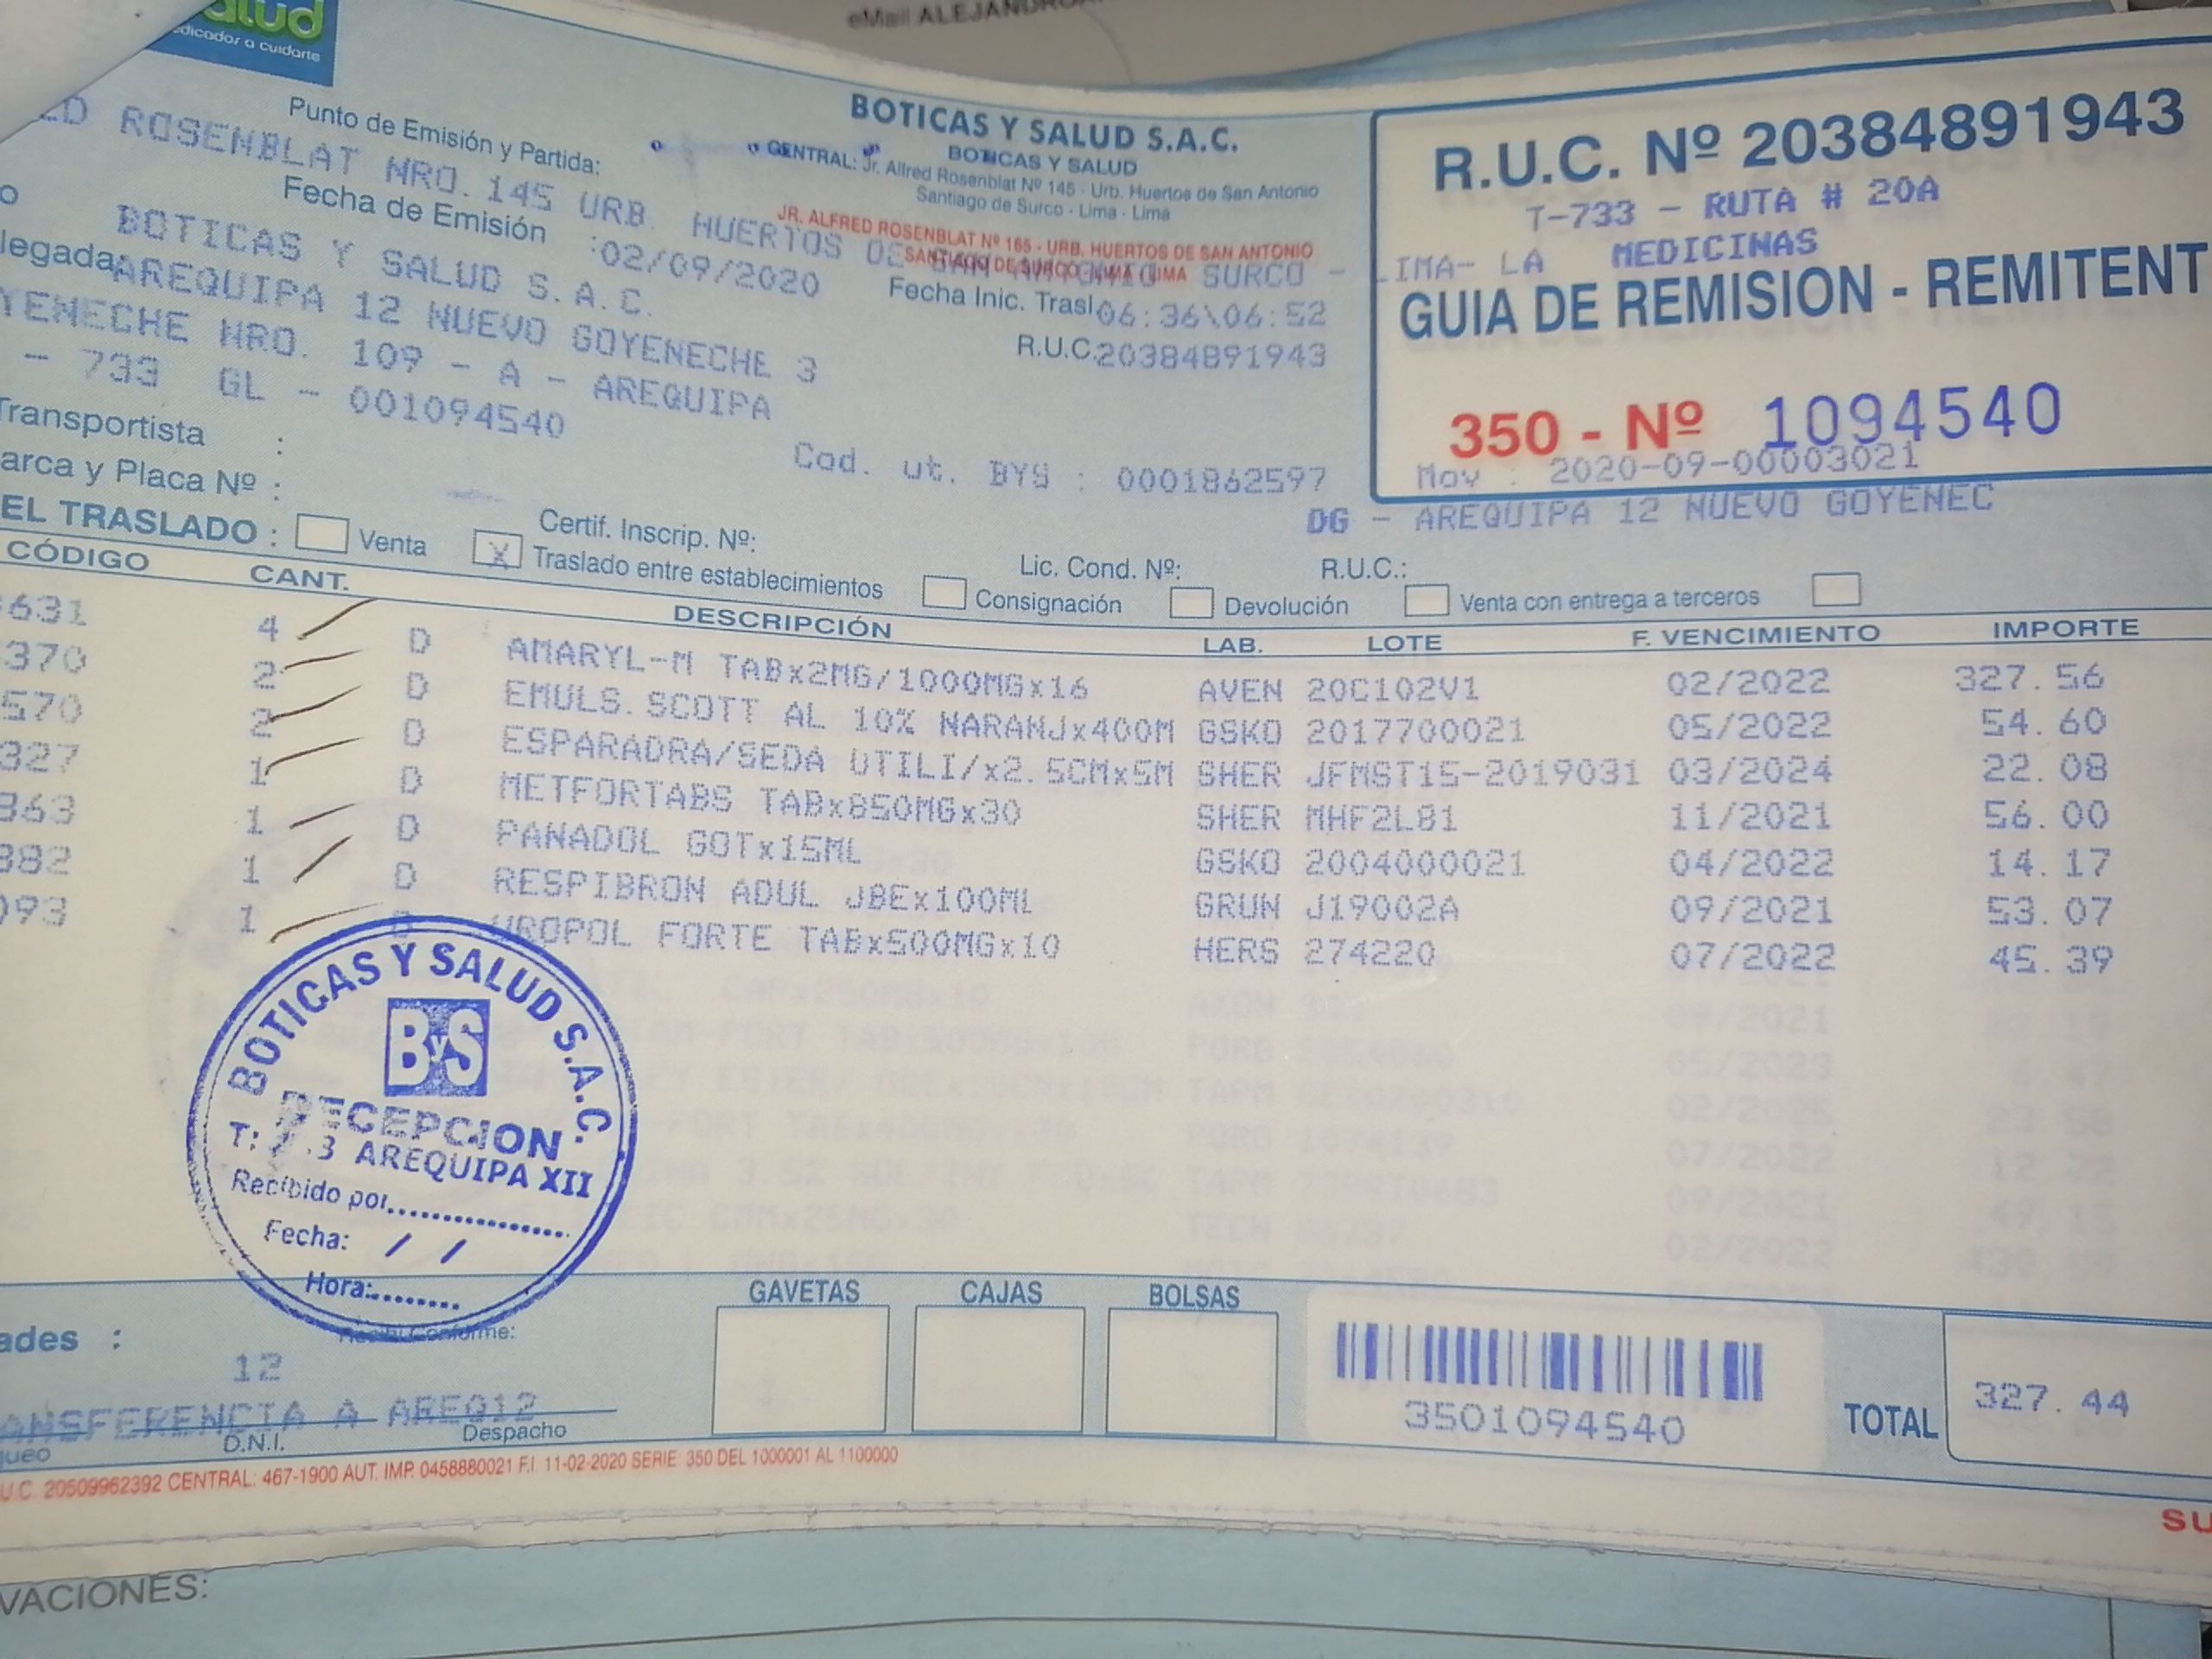 eMail ALEJANDRO
alud
dicados a cuidarte
BOTICAS Y SALUD S.A.C.
BOTICAS Y SALUD
CENTRAL: Jr. Alfred Rosenblat Nº 145 - Urb. Huertos de San Antonio
Santiago de Surco - Lima - Lima
JR. ALFRED ROSENBLAT Nº 165 - URB. HUERTOS DE SAN ANTONIO
SANTIAGO DE SURCO - LIMA - LIMA
R.U.C. Nº 20384891943
T-733 - RUTA # 20A
MEDICINAS
GUIA DE REMISION - REMITENT
350 - Nº 1094540
Mov : 2020-09-00003021
DG - AREQUIPA 12 NUEVO GOYENEC
Punto de Emisión y Partida:
ED ROSENBLAT NRO. 145 URB. HUERTOS DE SAN ANTONIO SURCO - LIMA- LA
Fecha de Emisión :02/09/2020
Fecha Inic. Trasl 06:36\06:52
BOTICAS Y SALUD S.A.C.
R.U.C. 20384891943
legada AREQUIPA 12 NUEVO GOYENECHE 3
YENECHE NRO. 109 - A - AREQUIPA
- 733 GL - 001094540
Transportista :
Cod. ut. BYS : 0001862597
arca y Placa Nº :
Certif. Inscrip. Nº:
Lic. Cond. Nº:
R.U.C.:
EL TRASLADO : Venta X Traslado entre establecimientos Consignación Devolución Venta con entrega a terceros
CÓDIGO CANT. DESCRIPCIÓN LAB. LOTE F. VENCIMIENTO IMPORTE
631 4 D AMARYL-M TABx2MG/1000MGx16 AVEN 20C102V1 02/2022 327.56
370 2 D EMULS.SCOTT AL 10% NARANJx400M GSKO 2017700021 05/2022 54.60
570 2 D ESPARADRA/SEDA UTILI/x2.5CMx5M SHER JFMST15-2019031 03/2024 22.08
327 1 D METFORTABS TABx850MGx30 SHER MHF2L81 11/2021 56.00
863 1 D PANADOL GOTx15ML GSKO 2004000021 04/2022 14.17
382 1 D RESPIBRON ADUL JBEx100ML GRUN J19002A 09/2021 53.07
093 1 D UROPOL FORTE TABx500MGx10 HERS 274220 07/2022 45.39
BOTICAS Y SALUD S.A.C.
BYS
RECEPCION
T: 3 AREQUIPA XII
Recibido por
Fecha: / /
Hora:
GAVETAS CAJAS BOLSAS
ades : 12
Recibí Conforme:
ANSFERENCIA A AREQ12
D.N.I.
Despacho
3501094540
TOTAL 327.44
U.C. 20509962392 CENTRAL: 467-1900 AUT. IMP. 0458880021 F.I. 11-02-2020 SERIE: 350 DEL 1000001 AL 1100000
SU
VACIONES: